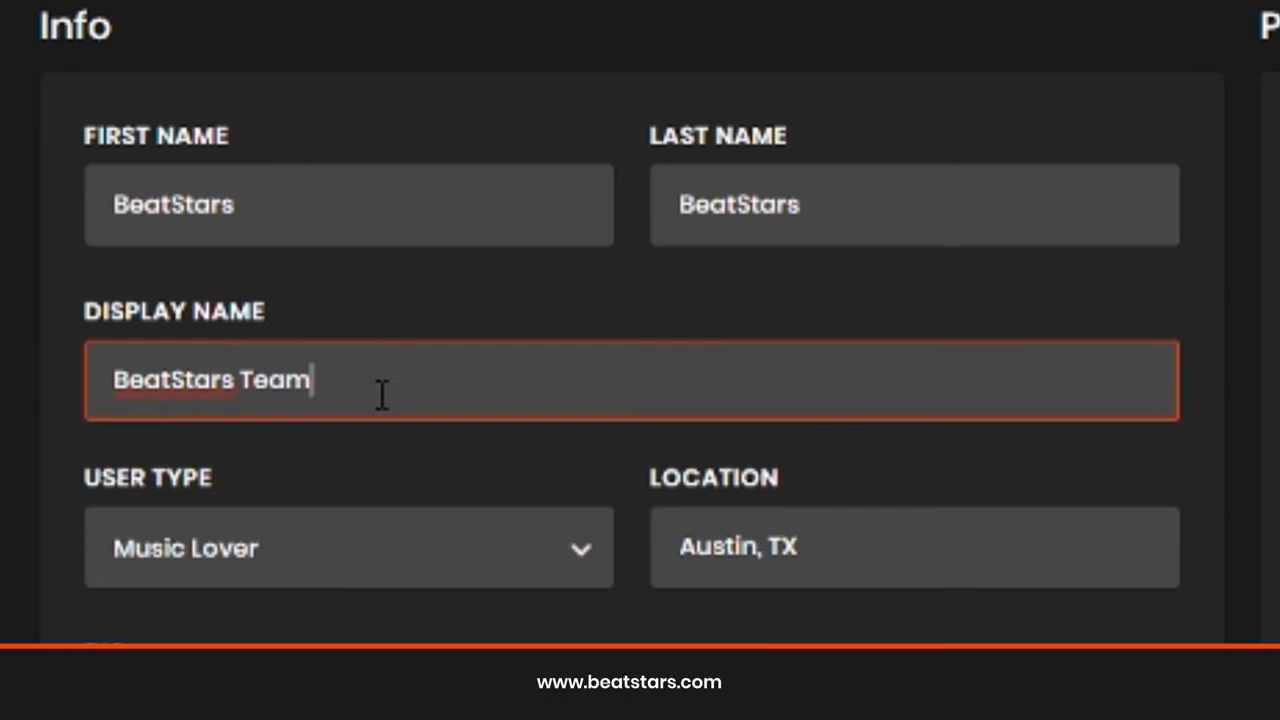 Info
P
FIRST NAME
LAST NAME
BeatStars
BeatStars
DISPLAY NAME
BeatStars Team
USER TYPE
LOCATION
Music Lover
Austin, TX
www.beatstars.com